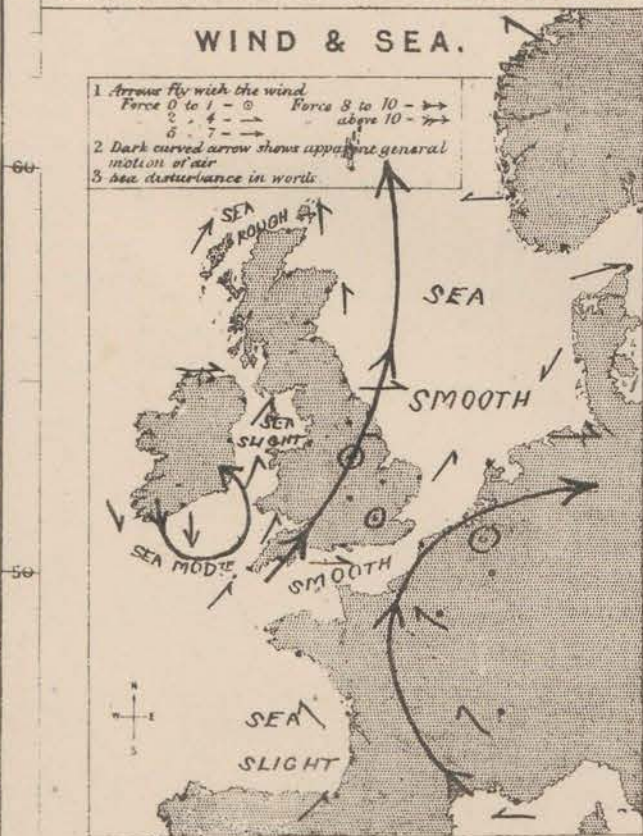 WIND & SEA.
1 Arrows fly with the wind
Force 0 to 1 - ⊙ Force 8 to 10 -
2 „ 4 - above 10 -
5 „ 7 -
2 Dark curved arrow shows apparent general
motion of air
3 Sea disturbance in words
60
SEA
ROUGH
SEA
SMOOTH
SEA
SLIGHT
SEA MODTE
SMOOTH
50
N
W E
S
SEA
SLIGHT